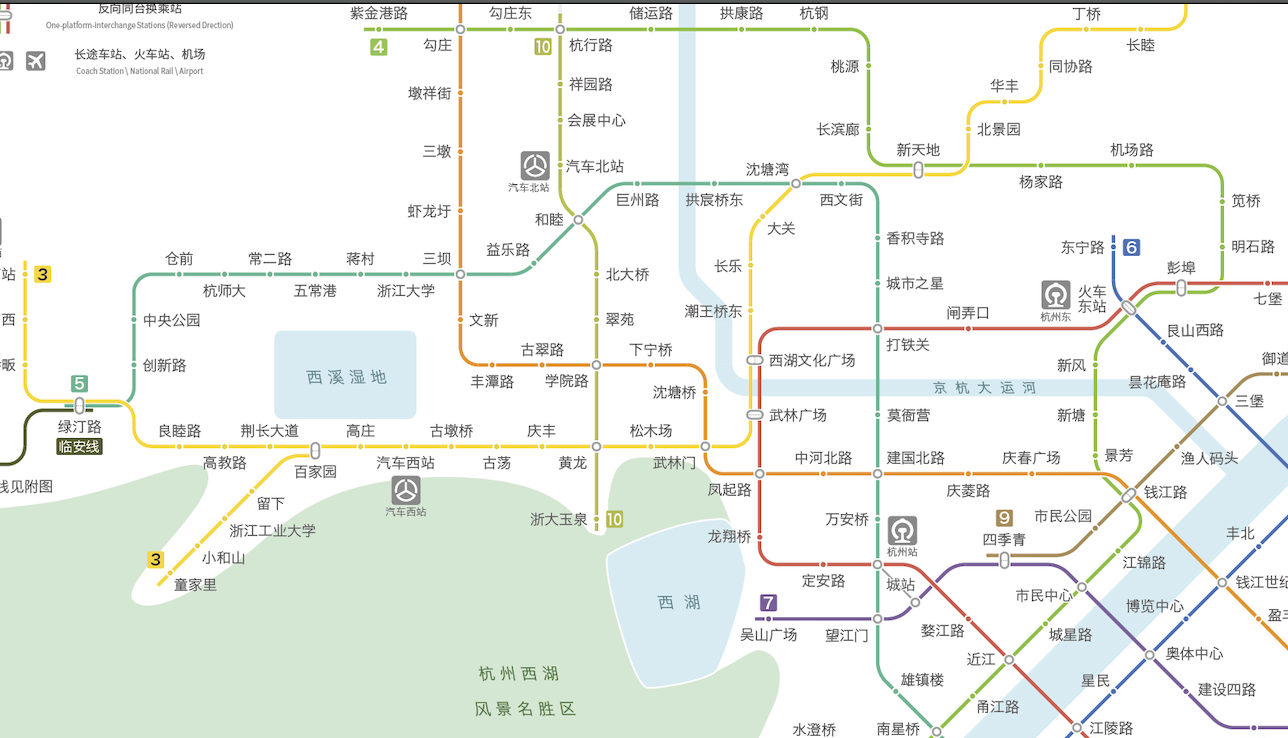 反向同台换乘站
One-platform-interchange Stations (Reversed Direction)
长途车站、火车站、机场
Coach Station \ National Rail \ Airport
紫金港路
勾庄东
储运路
拱康路
杭钢
丁桥
4
勾庄
10
杭行路
长睦
桃源
同协路
墩祥街
祥园路
华丰
会展中心
长滨廊
北景园
三墩
汽车北站
汽车北站
新天地
机场路
沈塘湾
杨家路
虾龙圩
和睦
巨州路
拱宸桥东
西文街
笕桥
大关
香积寺路
东宁路
6
明石路
益乐路
仓前
常二路
蒋村
三坝
长乐
彭埠
站
3
北大桥
城市之星
杭师大
五常港
浙江大学
火车
东站
杭州东
七堡
西
中央公园
文新
翠苑
潮王桥东
闸弄口
艮山西路
打铁关
古翠路
下宁桥
西湖文化广场
畈
创新路
新风
御道
西溪湿地
丰潭路
学院路
沈塘桥
京杭大运河
昙花庵路
5
三堡
绿汀路
临安线
良睦路
荆长大道
高庄
古墩桥
庆丰
松木场
武林广场
莫衙营
新塘
高教路
百家园
汽车西站
汽车西站
古荡
黄龙
武林门
中河北路
建国北路
庆春广场
景芳
渔人码头
线见附图
凤起路
庆菱路
钱江路
留下
浙江工业大学
浙大玉泉
10
万安桥
杭州站
9
四季青
市民公园
龙翔桥
丰北
3
小和山
童家里
定安路
城站
江锦路
钱江世纪
西湖
7
市民中心
博览中心
盈丰
吴山广场
望江门
婺江路
城星路
近江
奥体中心
杭州西湖
风景名胜区
雄镇楼
星民
建设四路
甬江路
水澄桥
南星桥
江陵路